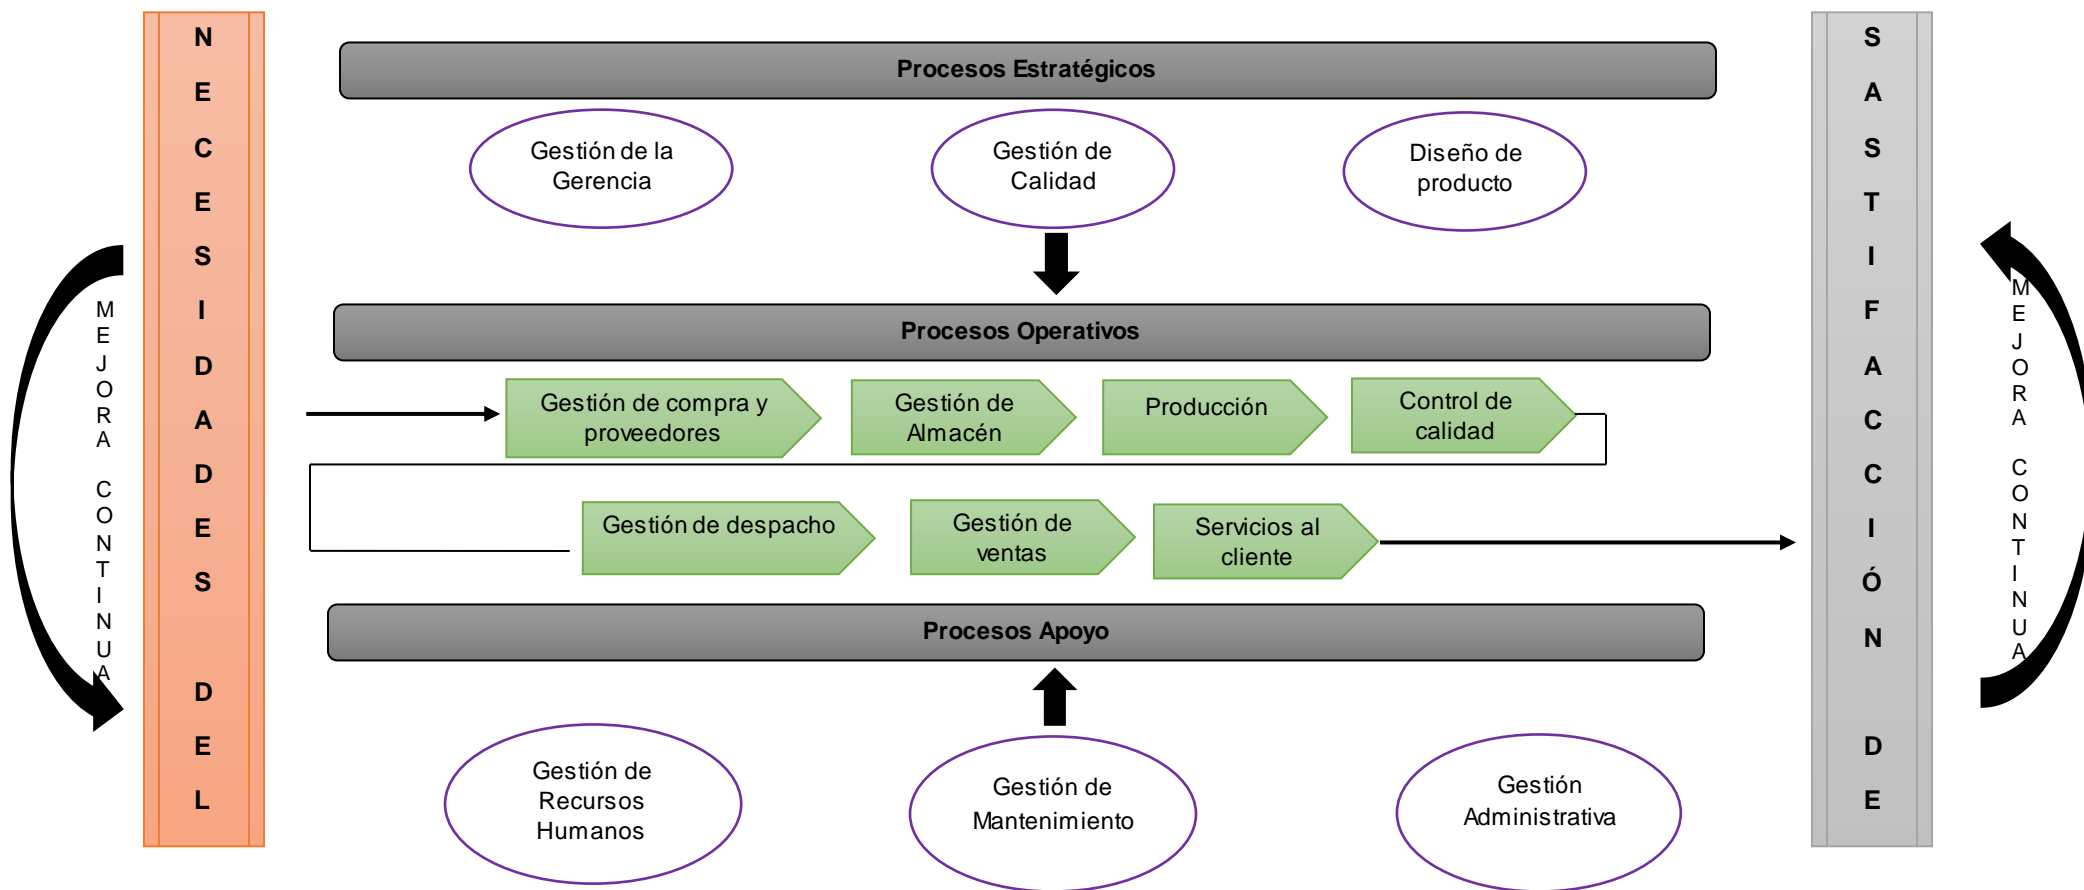 NECESIDADES DEL
MEJORA CONTINUA
Procesos Estratégicos
Gestión de la
Gerencia
Gestión de
Calidad
Diseño de
producto
Procesos Operativos
Gestión de compra y
proveedores
Gestión de
Almacén
Producción
Control de
calidad
Gestión de despacho
Gestión de
ventas
Servicios al
cliente
Procesos Apoyo
Gestión de
Recursos
Humanos
Gestión de
Mantenimiento
Gestión
Administrativa
SASTIFACCIÓN DE
MEJORA CONTINUA